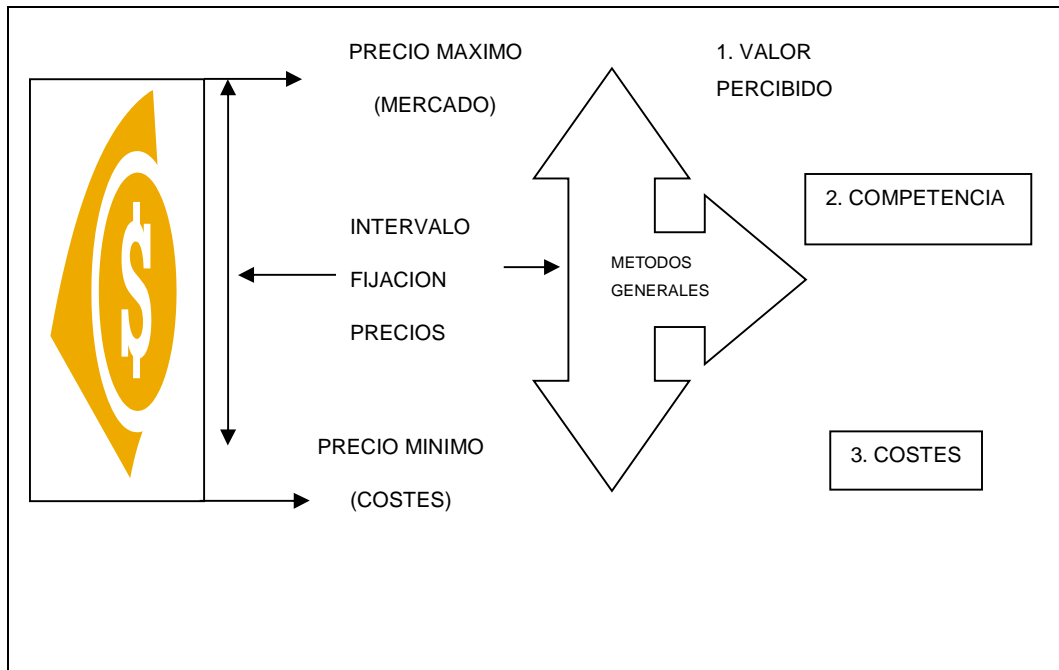 PRECIO MAXIMO
(MERCADO)
1. VALOR
PERCIBIDO
2. COMPETENCIA
INTERVALO
FIJACION
PRECIOS
METODOS
GENERALES
$
PRECIO MINIMO
(COSTES)
3. COSTES